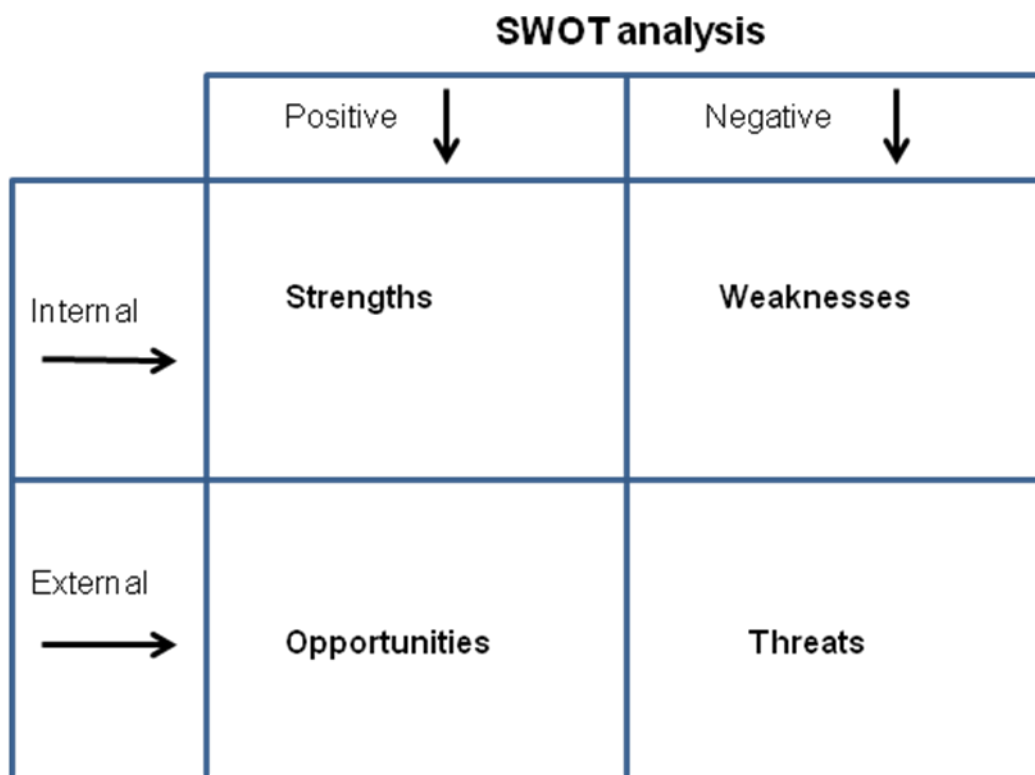 SWOT analysis
Positive
Negative
Internal
Strengths
Weaknesses
External
Opportunities
Threats